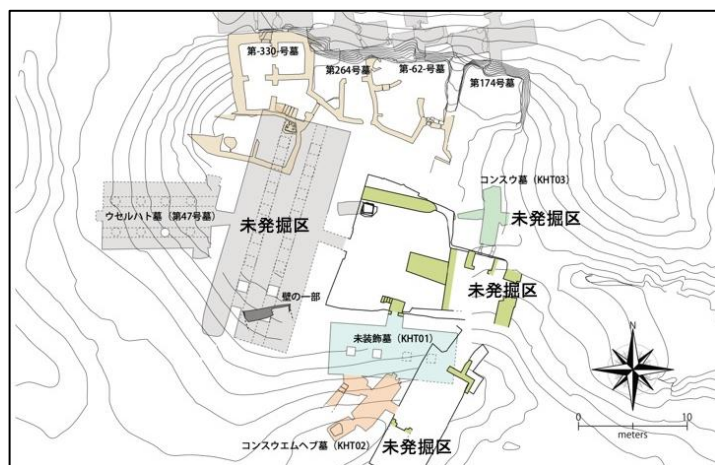 第-330-号墓
第264号墓
第-62-号墓
第174号墓
コンスウ墓（KHT03）
未発掘区
ウセルハト墓（第47号墓）
未発掘区
未発掘区
壁の一部
未装飾墓（KHT01）
N
コンスウエムヘブ墓（KHT02）
未発掘区
0 10
meters